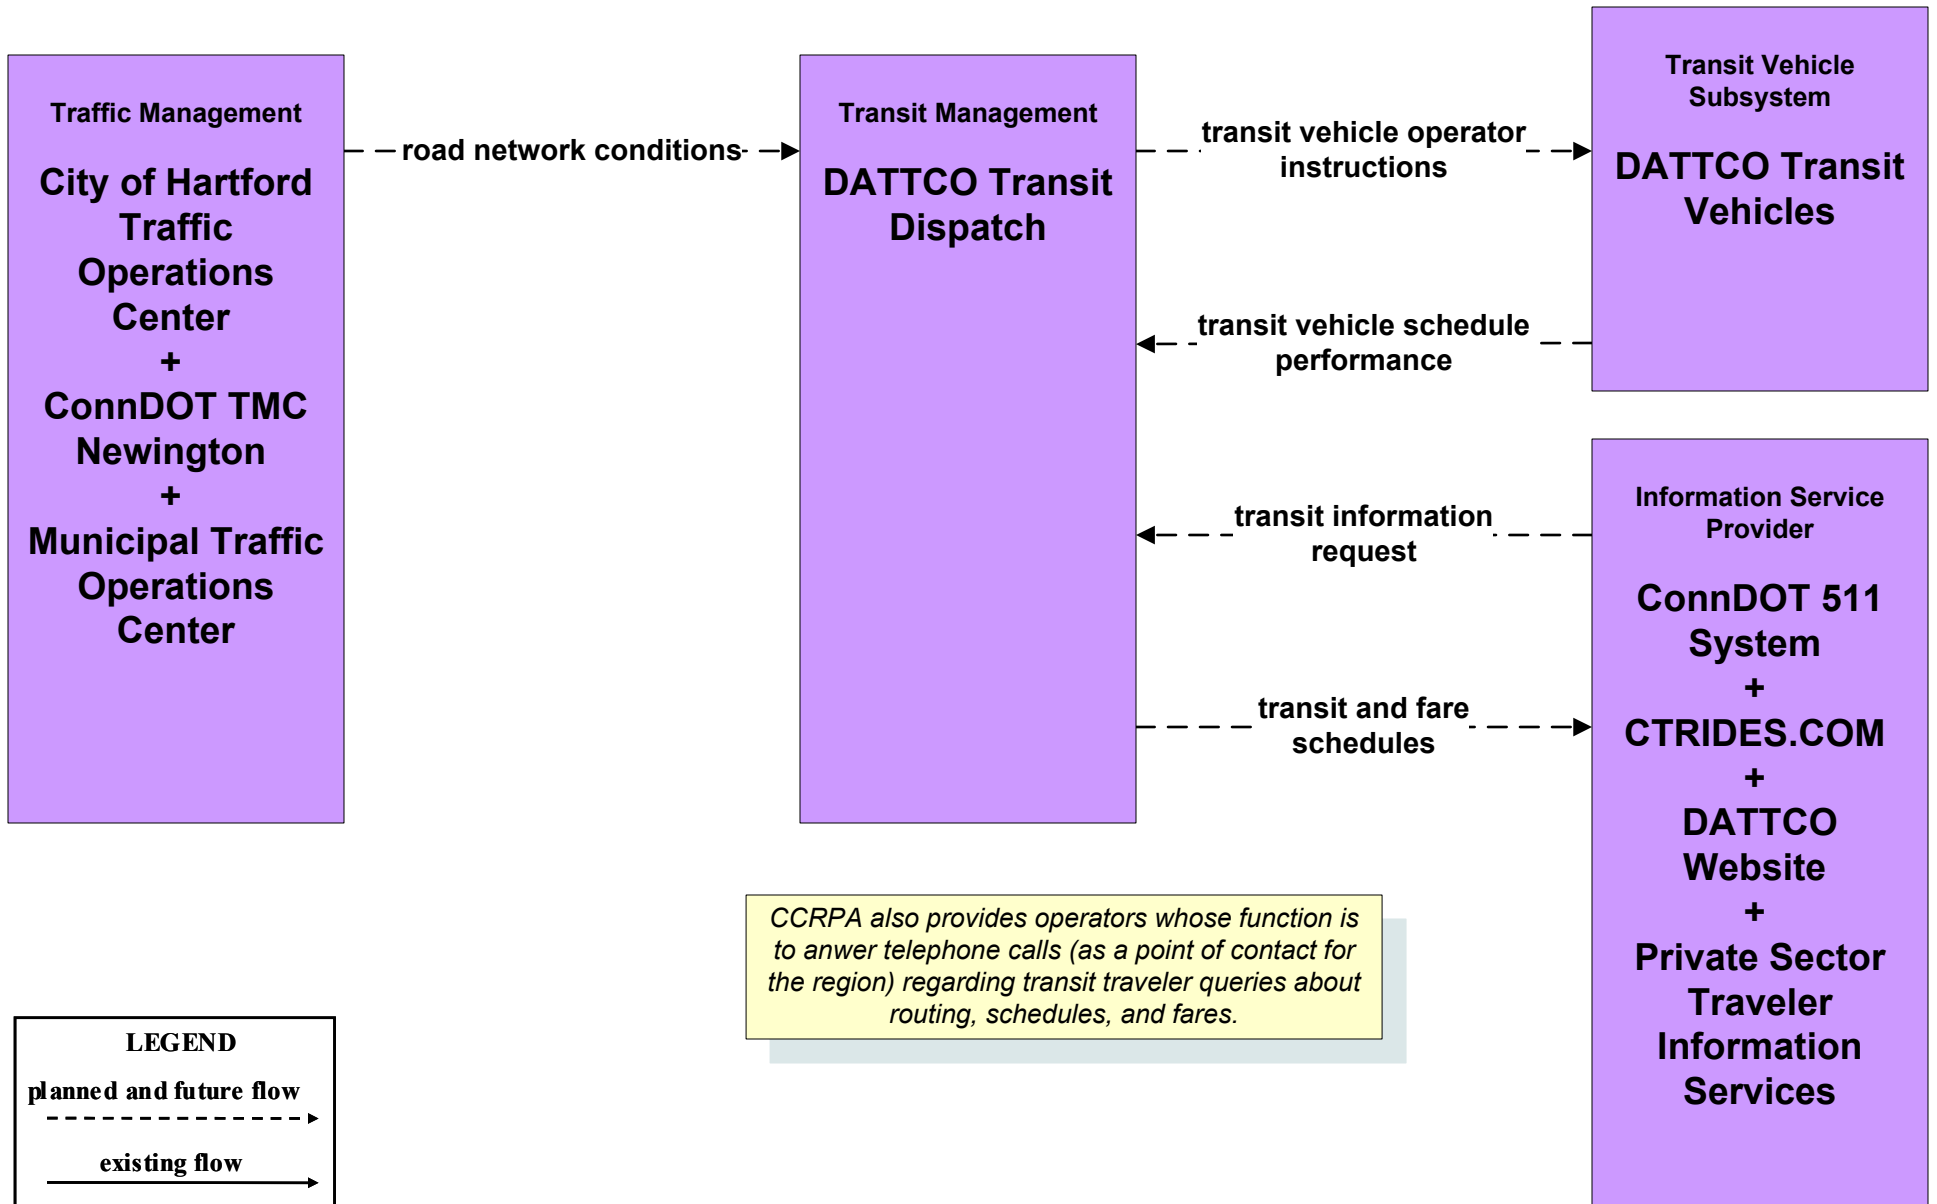 Traffic Management
City of Hartford
Traffic
Operations
Center
+
ConnDOT TMC
Newington
+
Municipal Traffic
Operations
Center
road network conditions
Transit Management
DATTCO Transit
Dispatch
transit vehicle operator
instructions
transit vehicle schedule
performance
transit information
request
transit and fare
schedules
Transit Vehicle
Subsystem
DATTCO Transit
Vehicles
Information Service
Provider
ConnDOT 511
System
+
CTRIDES.COM
+
DATTCO
Website
+
Private Sector
Traveler
Information
Services
CCRPA also provides operators whose function is
to anwer telephone calls (as a point of contact for
the region) regarding transit traveler queries about
routing, schedules, and fares.
LEGEND
planned and future flow
existing flow